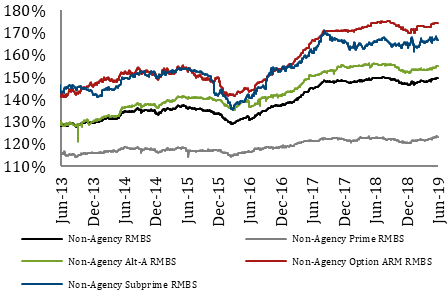 180%
170%
160%
150%
140%
130%
120%
110%
Jun-13
Dec-13
Jun-14
Dec-14
Jun-15
Dec-15
Jun-16
Dec-16
Jun-17
Dec-17
Jun-18
Dec-18
Jun-19
Non-Agency RMBS
Non-Agency Prime RMBS
Non-Agency Alt-A RMBS
Non-Agency Option ARM RMBS
Non-Agency Subprime RMBS